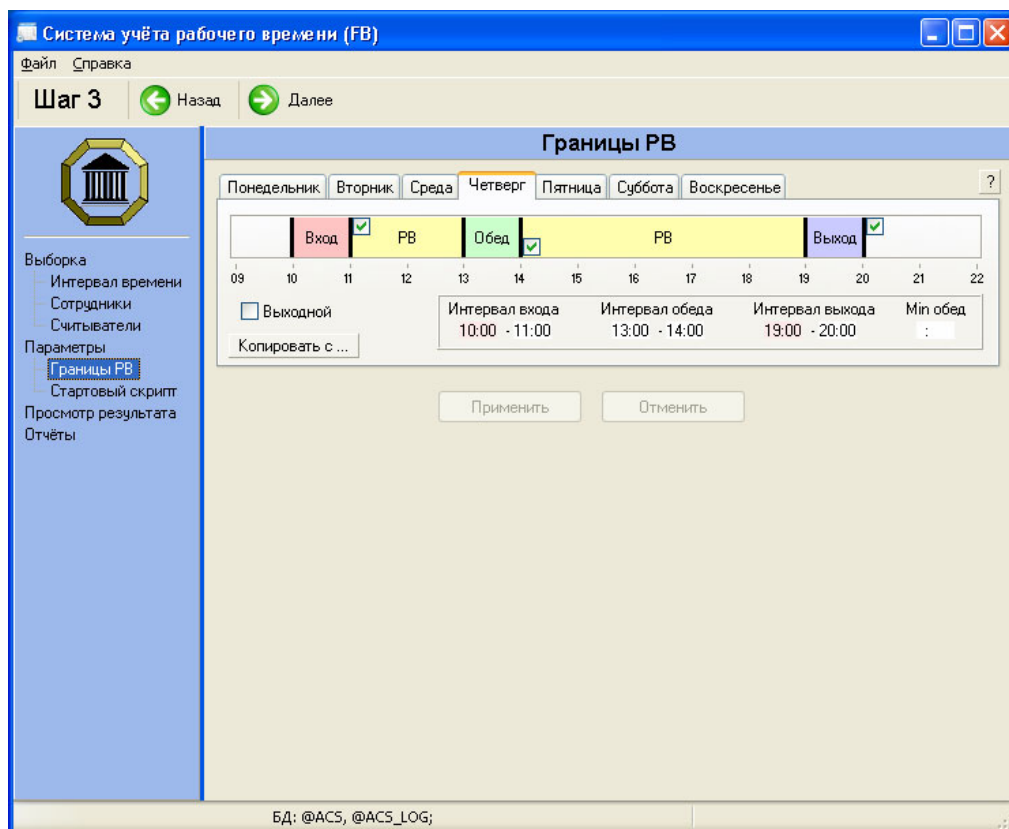 Система учёта рабочего времени (FB)
Файл Справка
Шаг 3 Назад Далее
Границы РВ
Понедельник Вторник Среда Четверг Пятница Суббота Воскресенье ?
Вход РВ Обед РВ Выход
09 10 11 12 13 14 15 16 17 18 19 20 21 22
Выходной
Копировать с ...
Интервал входа Интервал обеда Интервал выхода Min обед
10:00 - 11:00 13:00 - 14:00 19:00 - 20:00 :
Применить Отменить
Выборка
Интервал времени
Сотрудники
Считыватели
Параметры
Границы РВ
Стартовый скрипт
Просмотр результата
Отчёты
БД: @ACS, @ACS_LOG;